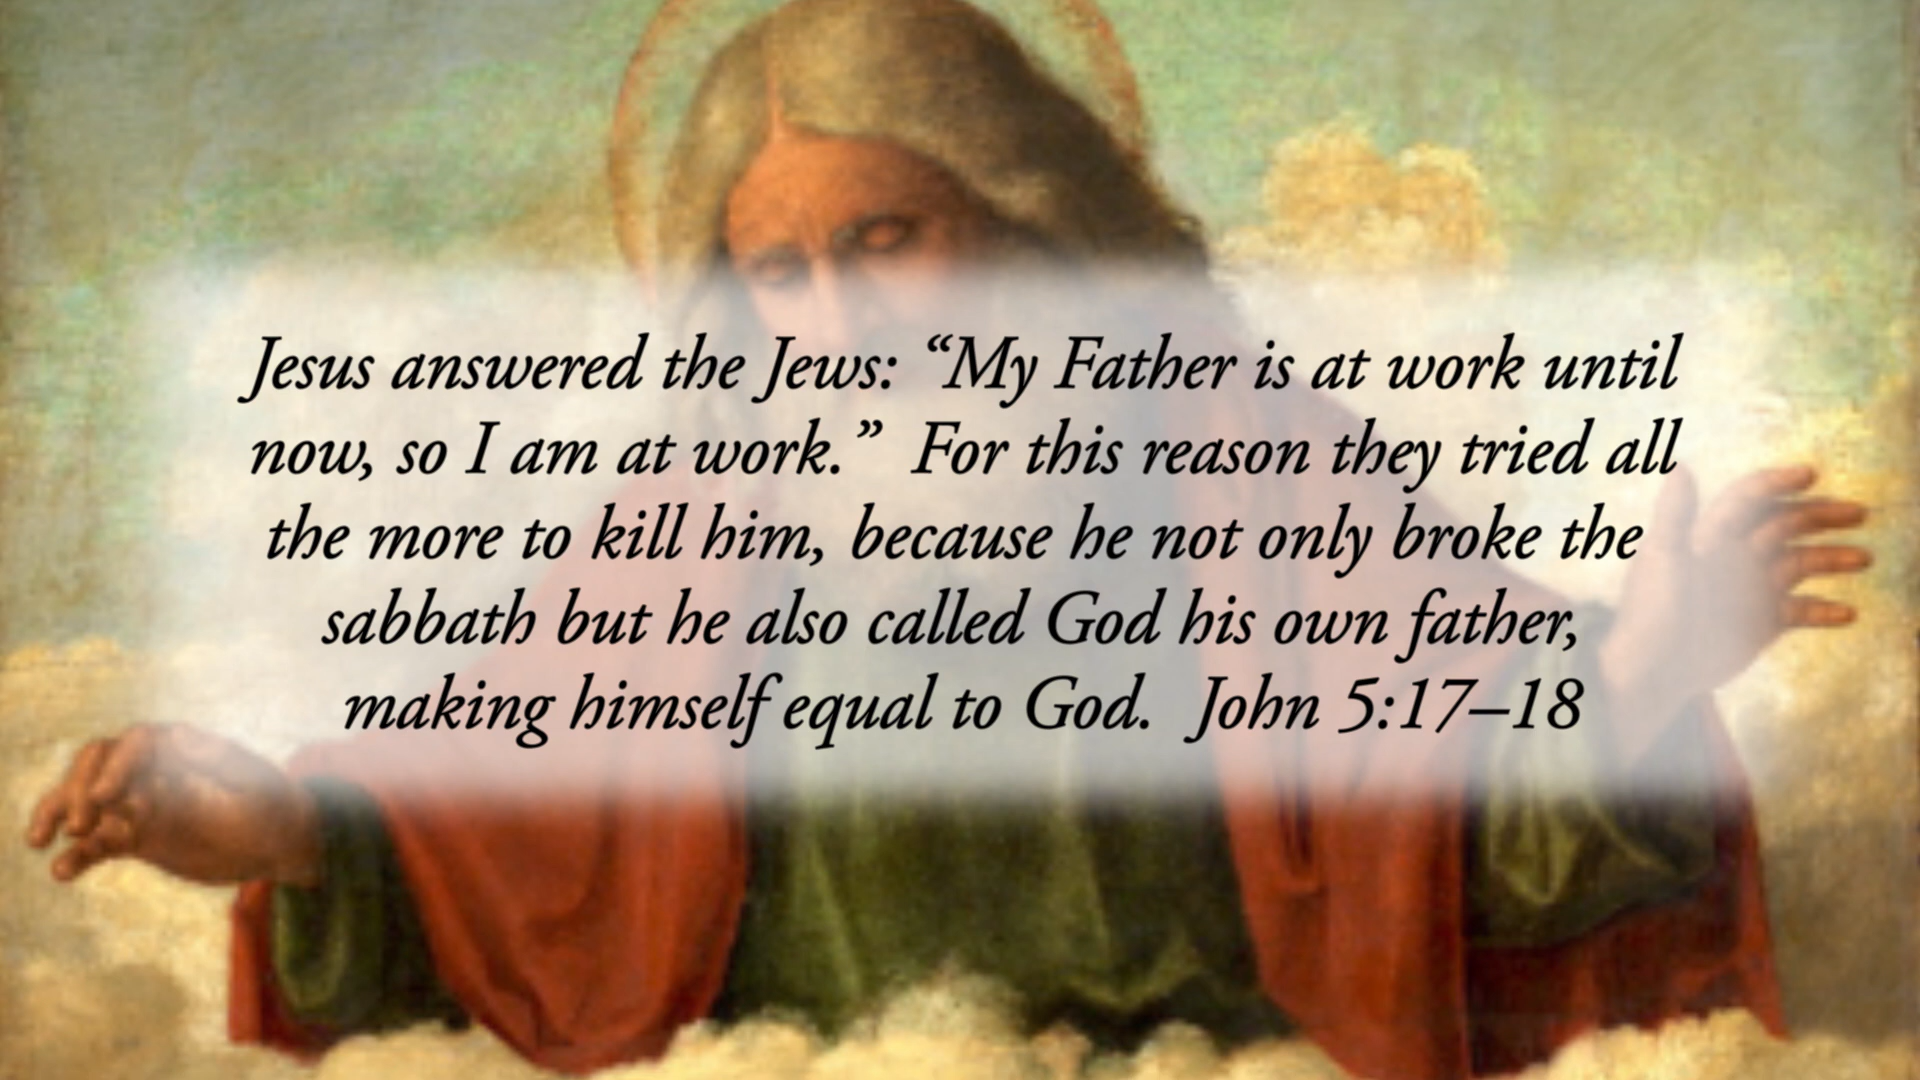 Jesus answered the Jews: “My Father is at work until
now, so I am at work.”  For this reason they tried all
the more to kill him, because he not only broke the
sabbath but he also called God his own father,
making himself equal to God.  John 5:17–18